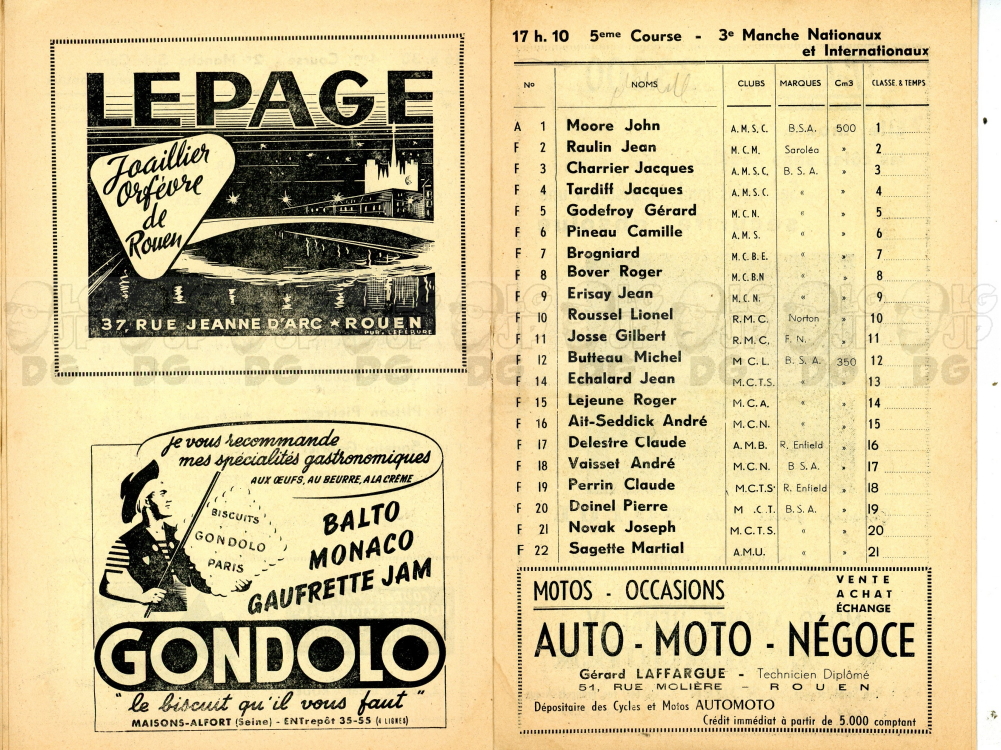 LEPAGE
Joaillier
Orfévre
de
Rouen
37, RUE JEANNE D'ARC ★ ROUEN
PUB. LEFÉBURE
je vous recommande
mes spécialités gastronomiques
AUX ŒUFS, AU BEURRE, A LA CRÈME
BISCUITS
GONDOLO
PARIS
BALTO
MONACO
GAUFRETTE JAM
GONDOLO
"le biscuit qu'il vous faut"
MAISONS-ALFORT (Seine) - ENTrepôt 35-55 (4 LIGNES)
17 h. 10 5eme Course - 3e Manche Nationaux
et Internationaux
No NOMS CLUBS MARQUES Cm3 CLASSE. & TEMPS
A 1 Moore John A.M.S.C. B.S.A. 500 1
F 2 Raulin Jean M.C.M. Saroléa » 2
F 3 Charrier Jacques A.M.S.C, B.S.A. » 3
F 4 Tardiff Jacques A.M.S.C. « » 4
F 5 Godefroy Gérard M.C.N. « » 5
F 6 Pineau Camille A.M.S. « » 6
F 7 Brogniard M.C.B.E. « » 7
F 8 Bover Roger M.C.B.N « » 8
F 9 Erisay Jean M.C.N. « » 9
F 10 Roussel Lionel R.M.C. Norton » 10
F 11 Josse Gilbert R.M.C, F.N. » 11
F 12 Butteau Michel M C.L. B.S.A. 350 12
F 14 Echalard Jean M.C.T.S. « » 13
F 15 Lejeune Roger M.C.A. « » 14
F 16 Ait-Seddick André M.C.N. « » 15
F 17 Delestre Claude A.M.B. R. Enfield » 16
F 18 Vaisset André M.C.N. B S.A. » 17
F 19 Perrin Claude M.C.T.S. R. Enfield » 18
F 20 Doinel Pierre M .C.T. B.S.A. » 19
F 21 Novak Joseph M.C.T.S. « » 20
F 22 Sagette Martial A.M.U. « » 21
MOTOS - OCCASIONS
VENTE
ACHAT
ÉCHANGE
AUTO - MOTO - NÉGOCE
Gérard LAFFARGUE - Technicien Diplômé
51, RUE MOLIÈRE - ROUEN
Dépositaire des Cycles et Motos AUTOMOTO
Crédit immédiat à partir de 5.000 comptant